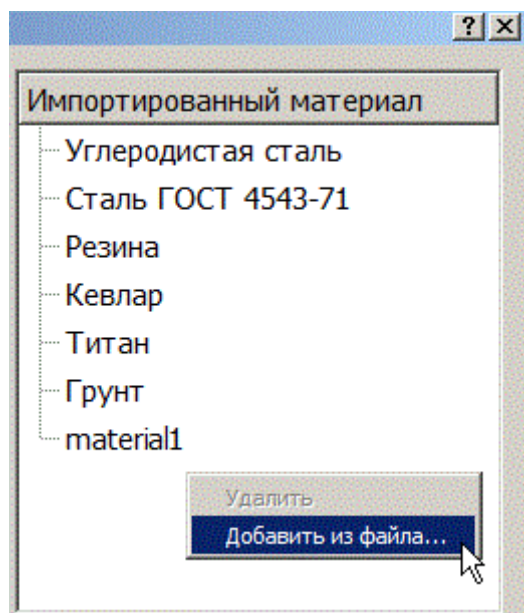 Импортированный материал
Углеродистая сталь
Сталь ГОСТ 4543-71
Резина
Кевлар
Титан
Грунт
material1
Удалить
Добавить из файла...